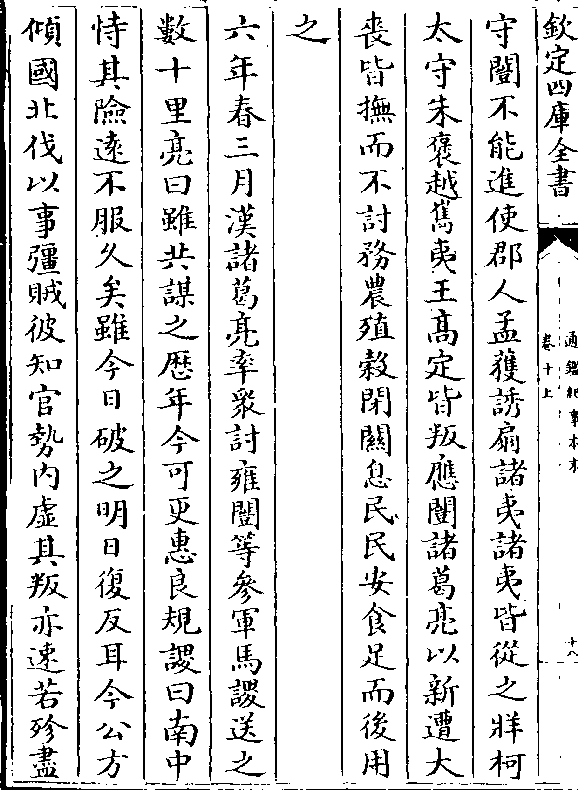 欽定四庫全書
通鑑紀事本末
卷十上
十八
守闓不能進使郡人孟獲誘扇諸夷諸夷皆從之牂柯
太守朱褒越嶲夷王高定皆叛應闓諸葛亮以新遭大
喪皆撫而不討務農殖榖閉關息民民安食足而後用
之
六年春三月漢諸葛亮率衆討雍闓等參軍馬謖送之
數十里亮曰雖共謀之歴年今可更惠良規謖曰南中
恃其險逺不服久矣雖今日破之明日復反耳今公方
傾國北伐以事彊賊彼知官勢内虚其叛亦速若殄盡